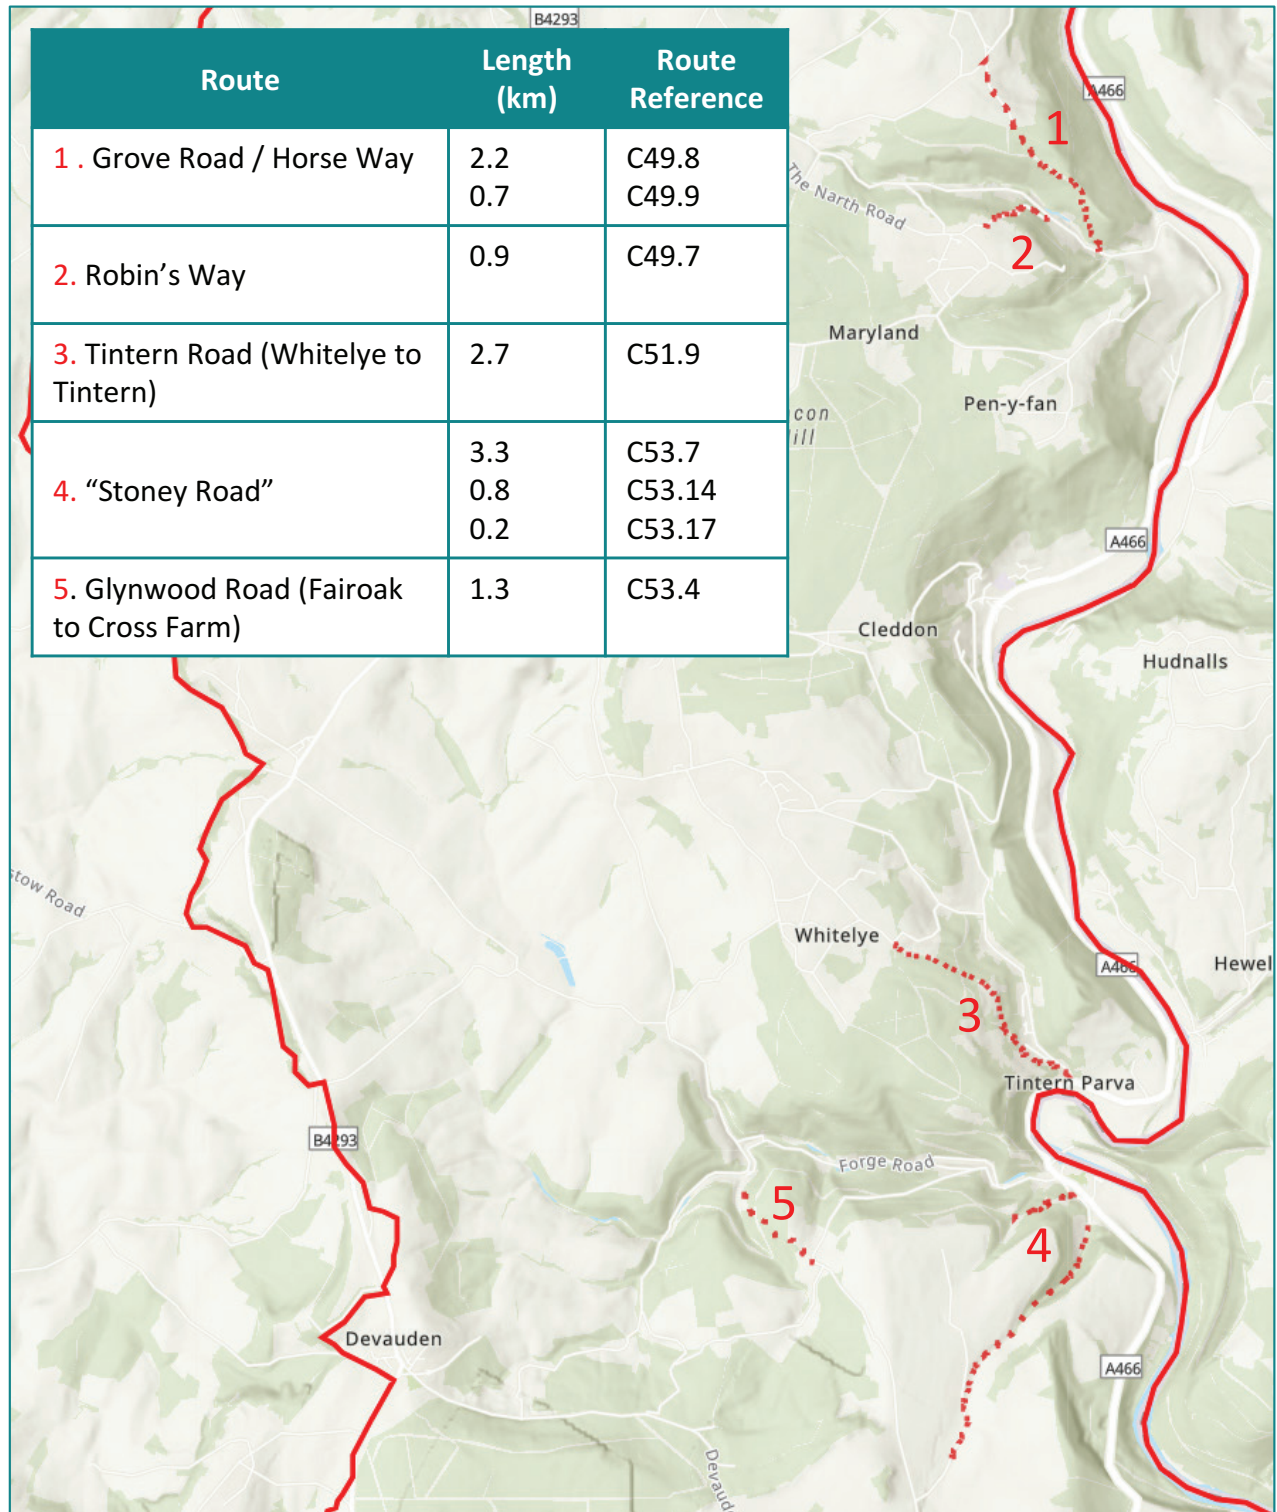 B4293
Route
Length
(km)
Route
Reference
1 . Grove Road / Horse Way
2.2
C49.8
0.7
C49.9
2. Robin’s Way
0.9
C49.7
3. Tintern Road (Whitelye to
Tintern)
2.7
C51.9
4. “Stoney Road”
3.3
C53.7
0.8
C53.14
0.2
C53.17
5. Glynwood Road (Fairoak
to Cross Farm)
1.3
C53.4
A466
1
The Narth Road
2
Maryland
Pen-y-fan
con
ill
A466
Cleddon
Hudnalls
stow Road
Whitelye
A466
Hewel
3
Tintern Parva
B4293
Forge Road
5
4
Devauden
A466
Devaud